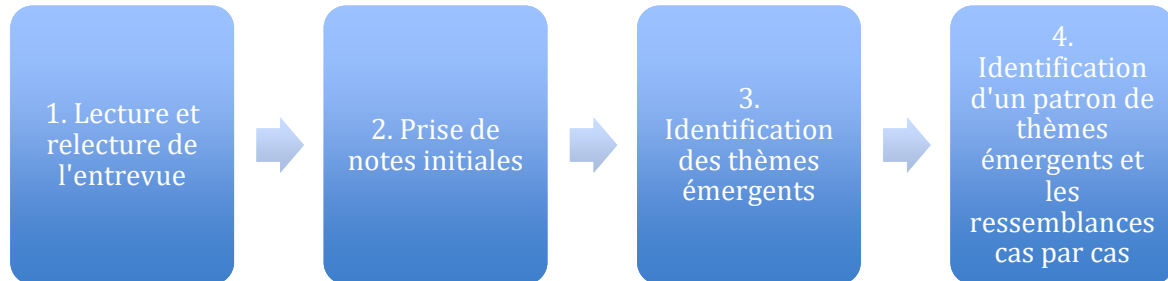 1. Lecture et
relecture de
l'entrevue
2. Prise de
notes initiales
3.
Identification
des thèmes
émergents
4.
Identification
d'un patron de
thèmes
émergents et
les
ressemblances
cas par cas